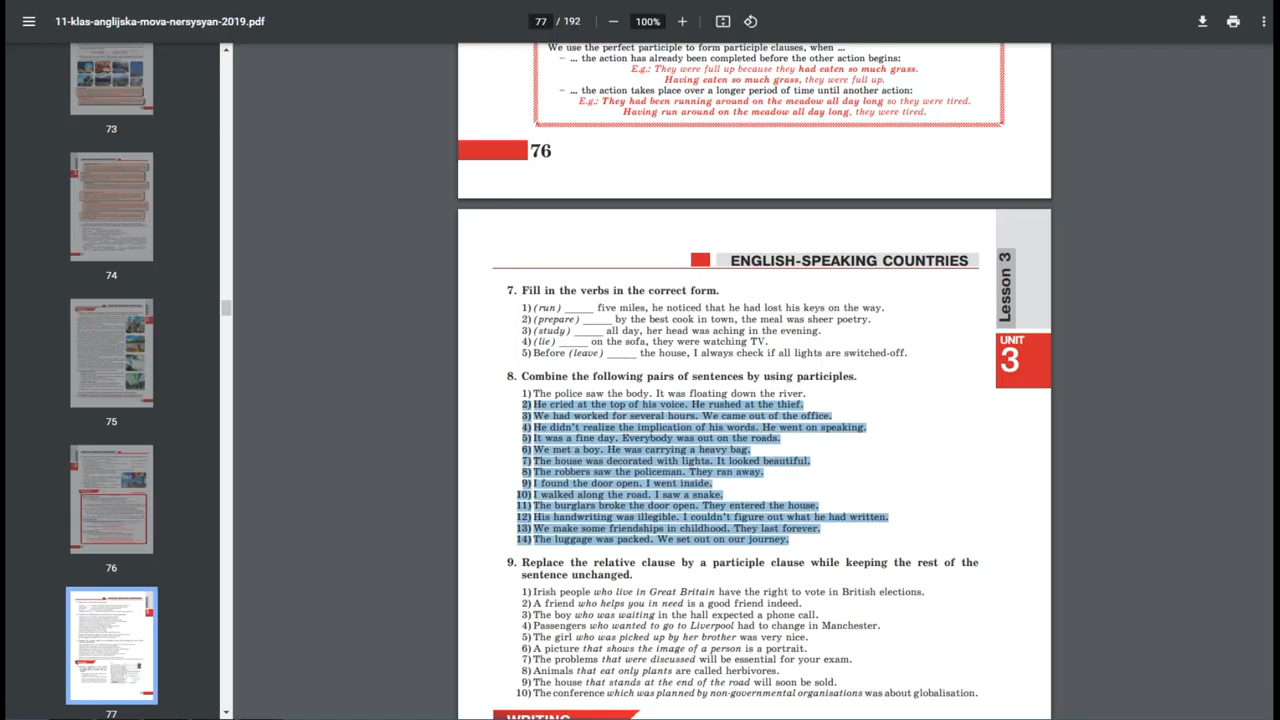 11-klas-anglijska-mova-nersysyan-2019.pdf
77 / 192
100%
73
74
75
76
77
We use the perfect participle to form participle clauses, when ...
– ... the action has already been completed before the other action begins:
E.g.: They were full up because they had eaten so much grass.
Having eaten so much grass, they were full up.
– ... the action takes place over a longer period of time until another action:
E.g.: They had been running around on the meadow all day long so they were tired.
Having run around on the meadow all day long, they were tired.
76
ENGLISH-SPEAKING COUNTRIES
Lesson 3
UNIT
3
7. Fill in the verbs in the correct form.
1) (run) _____ five miles, he noticed that he had lost his keys on the way.
2) (prepare) _____ by the best cook in town, the meal was sheer poetry.
3) (study) _____ all day, her head was aching in the evening.
4) (lie) _____ on the sofa, they were watching TV.
5) Before (leave) _____ the house, I always check if all lights are switched-off.
8. Combine the following pairs of sentences by using participles.
1) The police saw the body. It was floating down the river.
2) He cried at the top of his voice. He rushed at the thief.
3) We had worked for several hours. We came out of the office.
4) He didn't realize the implication of his words. He went on speaking.
5) It was a fine day. Everybody was out on the roads.
6) We met a boy. He was carrying a heavy bag.
7) The house was decorated with lights. It looked beautiful.
8) The robbers saw the policeman. They ran away.
9) I found the door open. I went inside.
10) I walked along the road. I saw a snake.
11) The burglars broke the door open. They entered the house.
12) His handwriting was illegible. I couldn't figure out what he had written.
13) We make some friendships in childhood. They last forever.
14) The luggage was packed. We set out on our journey.
9. Replace the relative clause by a participle clause while keeping the rest of the
sentence unchanged.
1) Irish people who live in Great Britain have the right to vote in British elections.
2) A friend who helps you in need is a good friend indeed.
3) The boy who was waiting in the hall expected a phone call.
4) Passengers who wanted to go to Liverpool had to change in Manchester.
5) The girl who was picked up by her brother was very nice.
6) A picture that shows the image of a person is a portrait.
7) The problems that were discussed will be essential for your exam.
8) Animals that eat only plants are called herbivores.
9) The house that stands at the end of the road will soon be sold.
10) The conference which was planned by non-governmental organisations was about globalisation.
WRITING